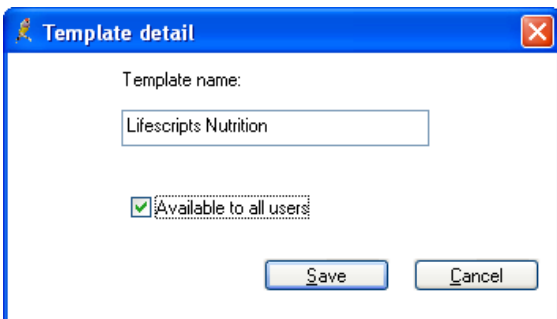 Template detail
Template name:
Lifescripts Nutrition
Available to all users
Save Cancel